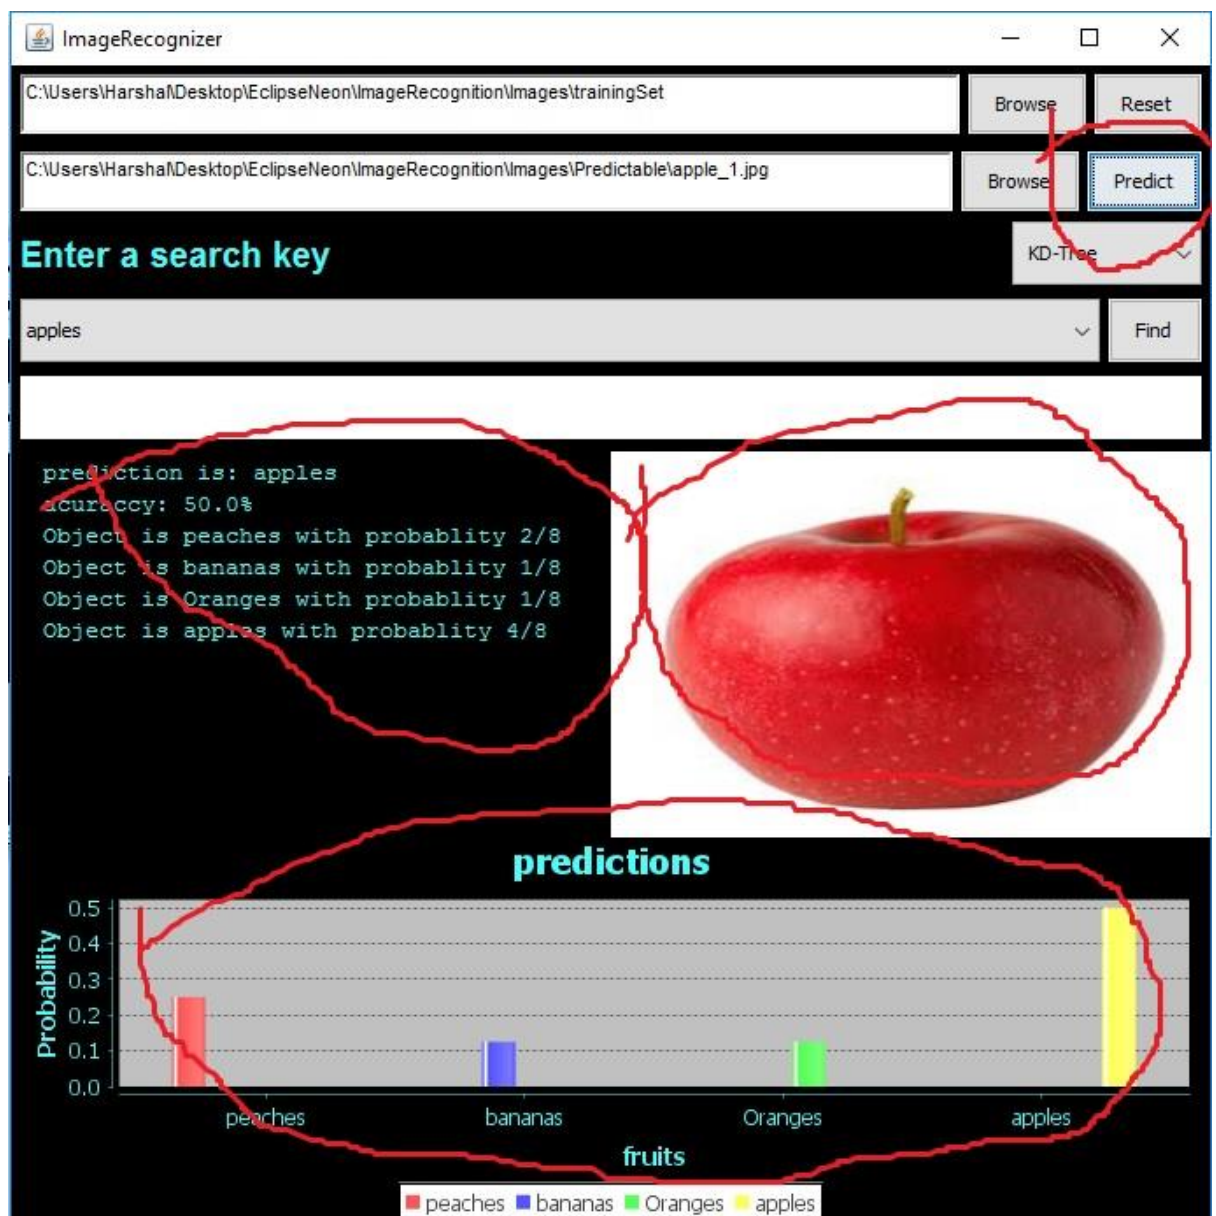 ImageRecognizer
C:\Users\Harshal\Desktop\EclipseNeon\ImageRecognition\Images\trainingSet
Browse
Reset
C:\Users\Harshal\Desktop\EclipseNeon\ImageRecognition\Images\Predictable\apple_1.jpg
Browse
Predict
Enter a search key
KD-Tree
apples
Find
prediction is: apples
acuraccy: 50.0%
Object is peaches with probablity 2/8
Object is bananas with probablity 1/8
Object is Oranges with probablity 1/8
Object is apples with probablity 4/8
predictions
Probability
0.5
0.4
0.3
0.2
0.1
0.0
peaches bananas Oranges apples
fruits
peaches bananas Oranges apples